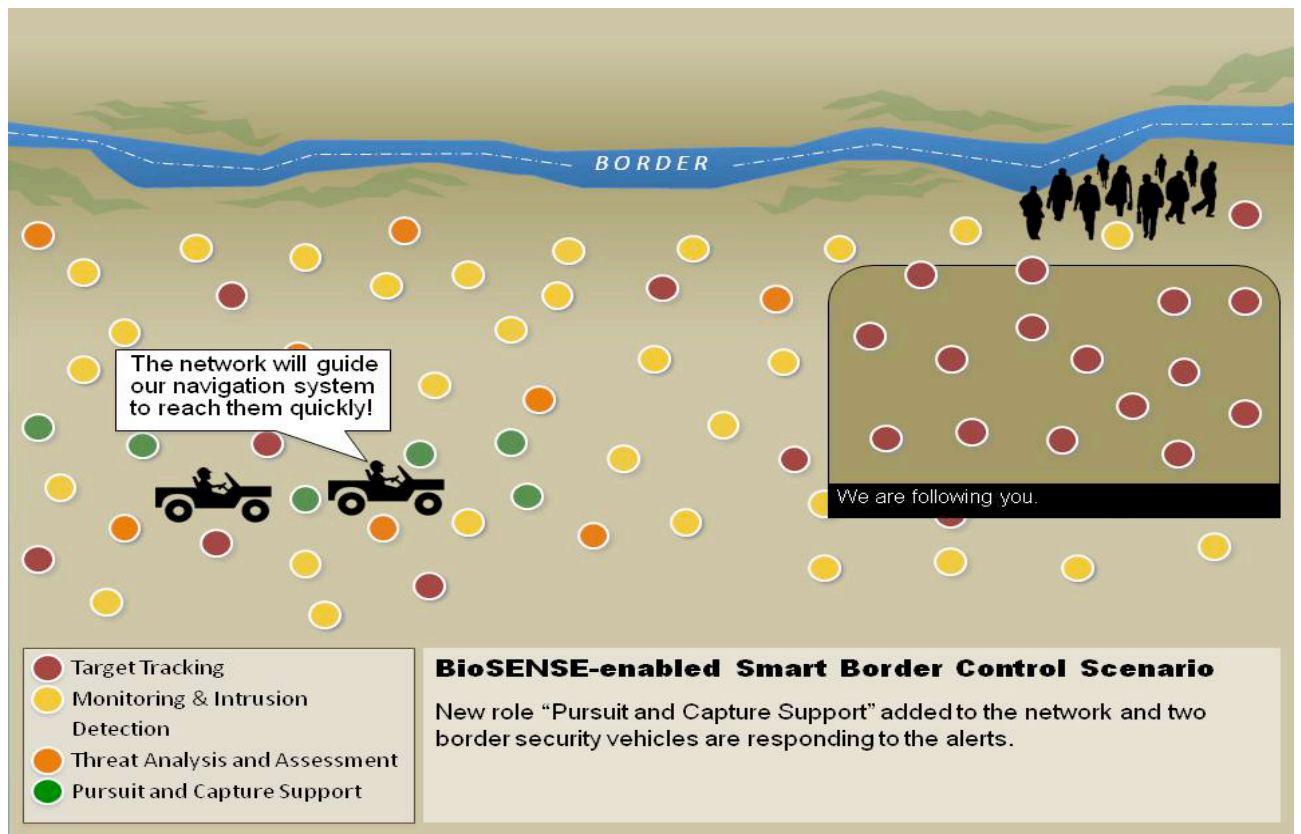 BORDER
The network will guide
our navigation system
to reach them quickly!
We are following you.
Target Tracking
Monitoring & Intrusion
Detection
Threat Analysis and Assessment
Pursuit and Capture Support
BioSENSE-enabled Smart Border Control Scenario
New role “Pursuit and Capture Support” added to the network and two
border security vehicles are responding to the alerts.